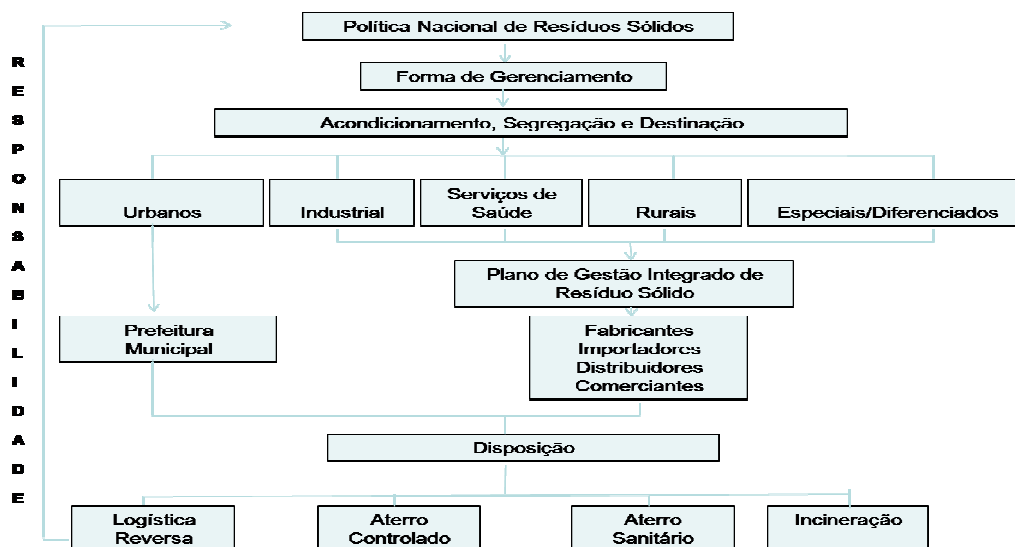 Política Nacional de Resíduos Sólidos
Forma de Gerenciamento
Acondicionamento, Segregação e Destinação
Urbanos
Industrial
Serviços de
Saúde
Rurais
Especiais/Diferenciados
Plano de Gestão Integrado de
Resíduo Sólido
Prefeitura
Municipal
Fabricantes
Importadores
Distribuidores
Comerciantes
Disposição
Logística
Reversa
Aterro
Controlado
Aterro
Sanitário
Incineração
RESPONSABILIDADE